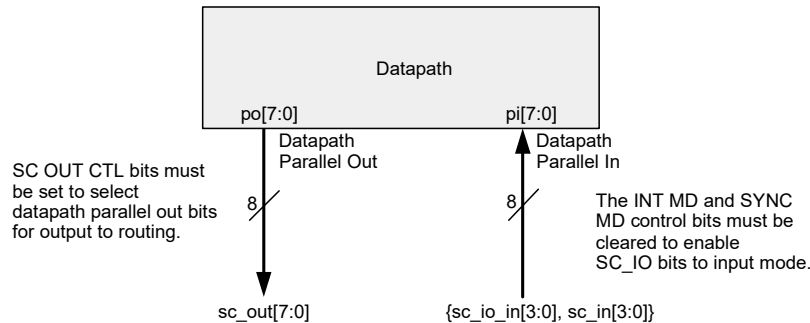 Datapath
po[7:0]
pi[7:0]
Datapath
Parallel Out
Datapath
Parallel In
SC OUT CTL bits must
be set to select
datapath parallel out bits
for output to routing.
8
8
The INT MD and SYNC
MD control bits must be
cleared to enable
SC_IO bits to input mode.
sc_out[7:0]
{sc_io_in[3:0], sc_in[3:0]}